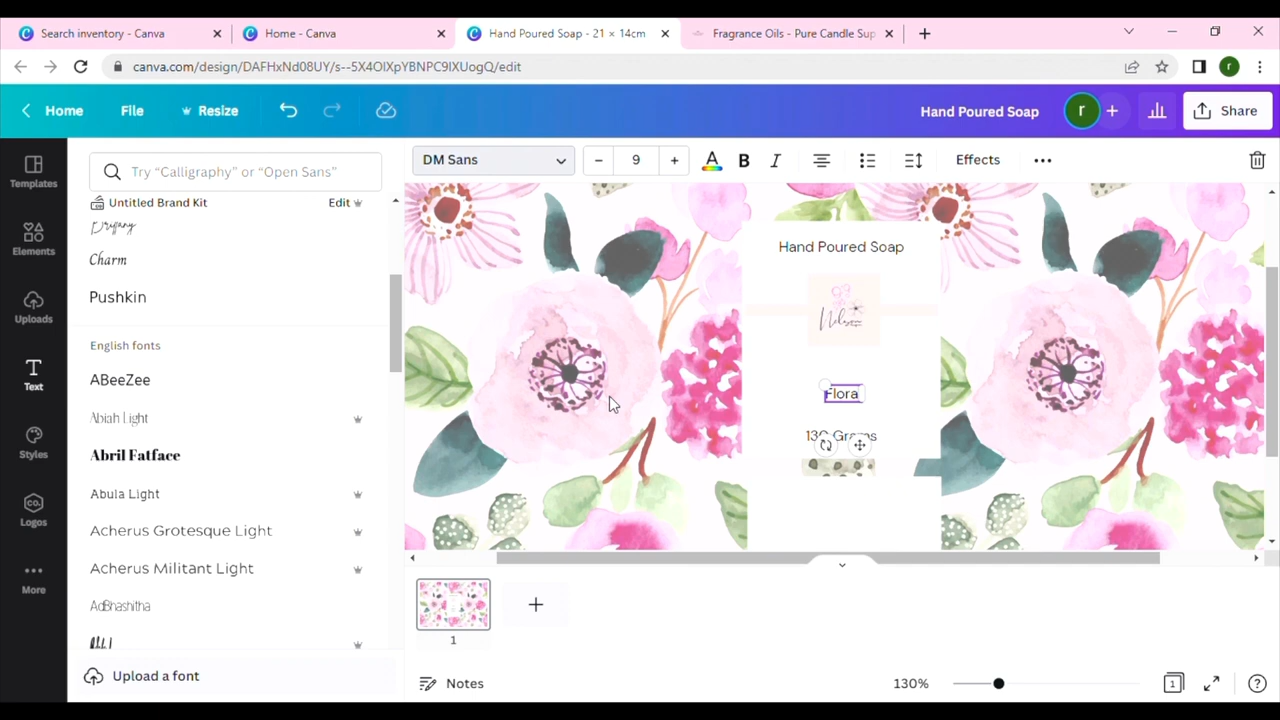 Search inventory - Canva
Home - Canva
Hand Poured Soap - 21 × 14cm
Fragrance Oils - Pure Candle Sup
canva.com/design/DAFHxNd08UY/s--5X4OlXpYBNPC9lXUogQ/edit
r
Home
File
Resize
Hand Poured Soap
r
Share
Templates
Elements
Uploads
Text
Styles
CO.
Logos
More
Try “Calligraphy” or “Open Sans”
Untitled Brand Kit
Edit
Brittany
Charm
Pushkin
English fonts
ABeeZee
Abiah Light
Abril Fatface
Abula Light
Acherus Grotesque Light
Acherus Militant Light
AdBhashitha
Upload a font
DM Sans
9
A
B
I
Effects
Hand Poured Soap
Flora
130 Grams
1
Notes
130%
1
?